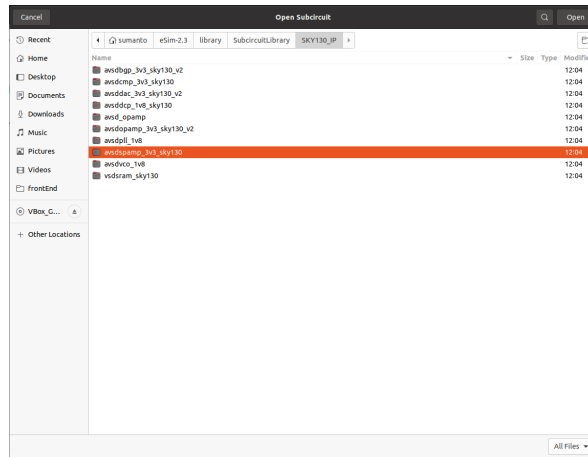 Cancel Open Subcircuit Open
Recent
Home
Desktop
Documents
Downloads
Music
Pictures
Videos
frontEnd
VBox_G...
+ Other Locations
sumanto eSim-2.3 library SubcircuitLibrary SKY130_IP
Name Size Type Modifie
avsdbgp_3v3_sky130_v2 12:04
avsdcmp_3v3_sky130 12:04
avsddac_3v3_sky130_v2 12:04
avsddcp_1v8_sky130 12:04
avsd_opamp 12:04
avsdopamp_3v3_sky130_v2 12:04
avsdpll_1v8 12:04
avsdspamp_3v3_sky130 12:04
avsdvco_1v8 12:04
vsdsram_sky130 12:04
All Files